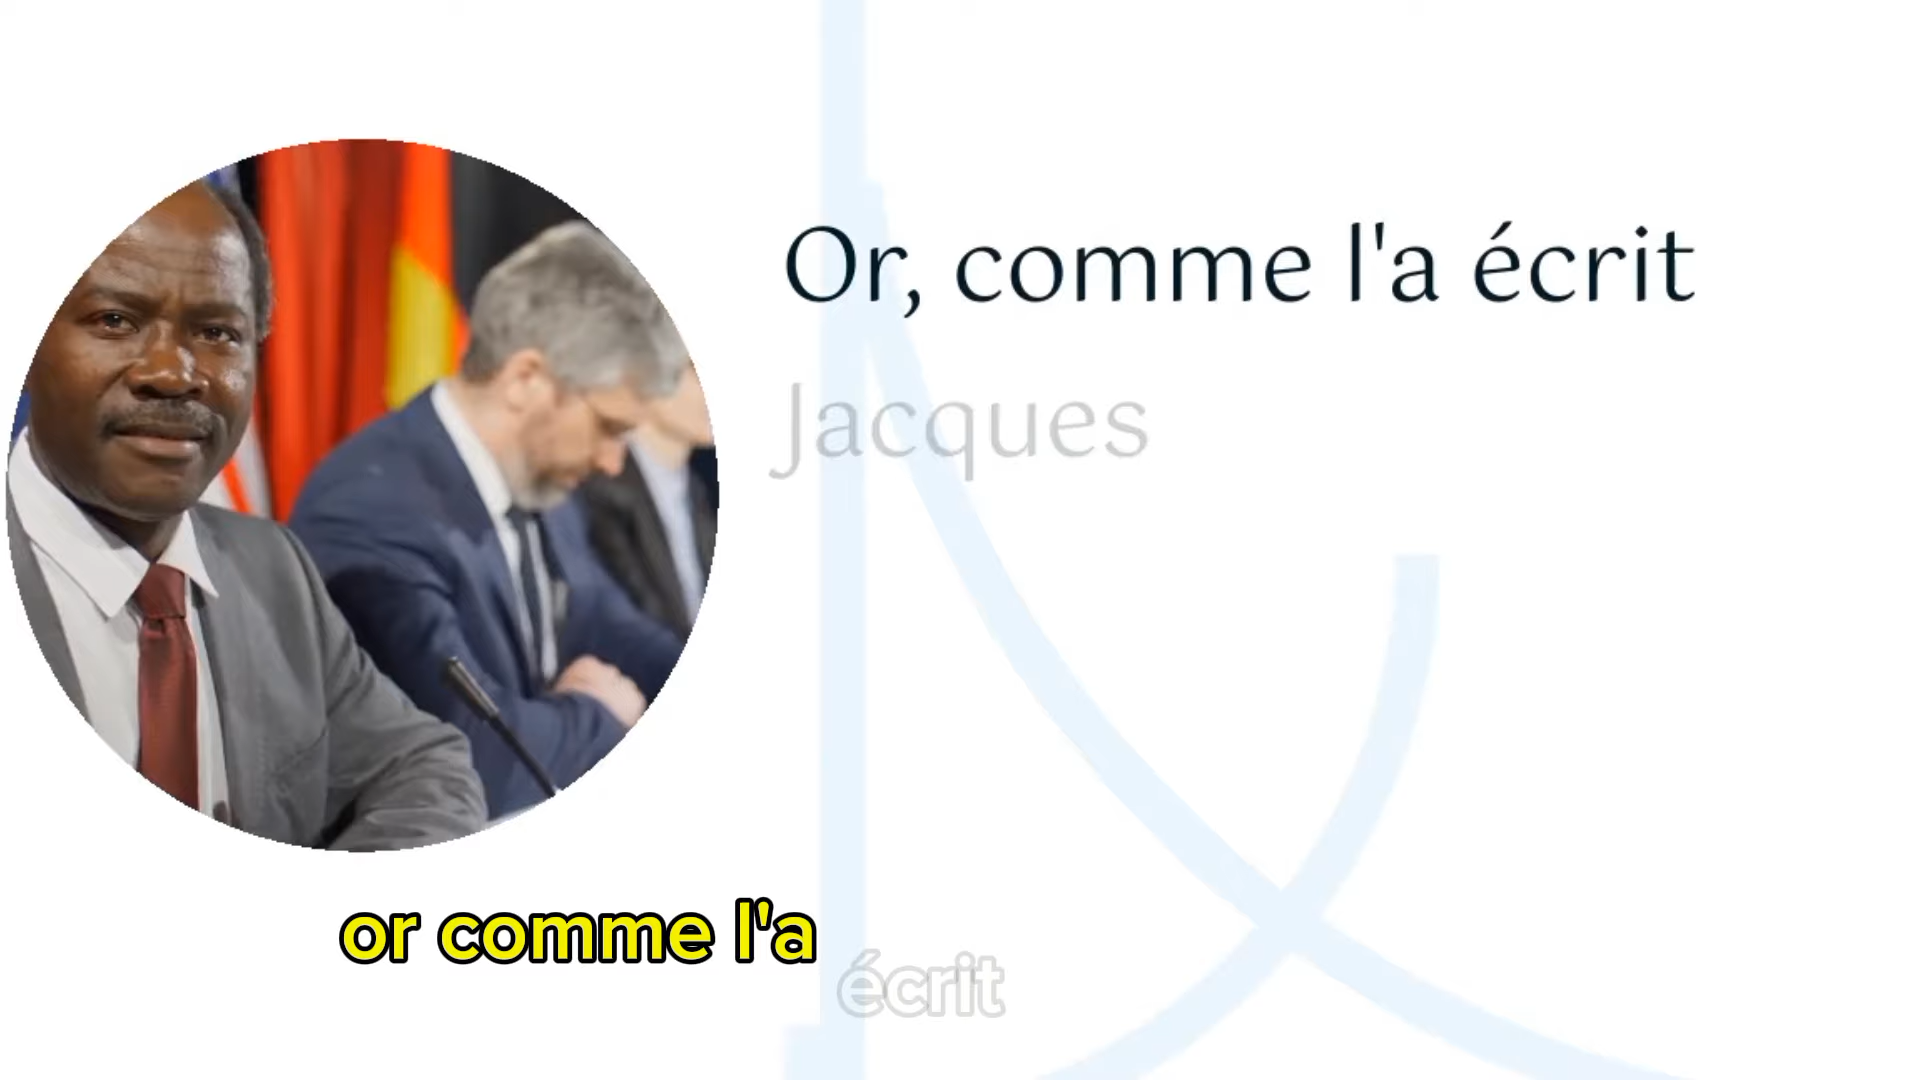 Or, comme l'a écrit
Jacques
or comme l'a
écrit